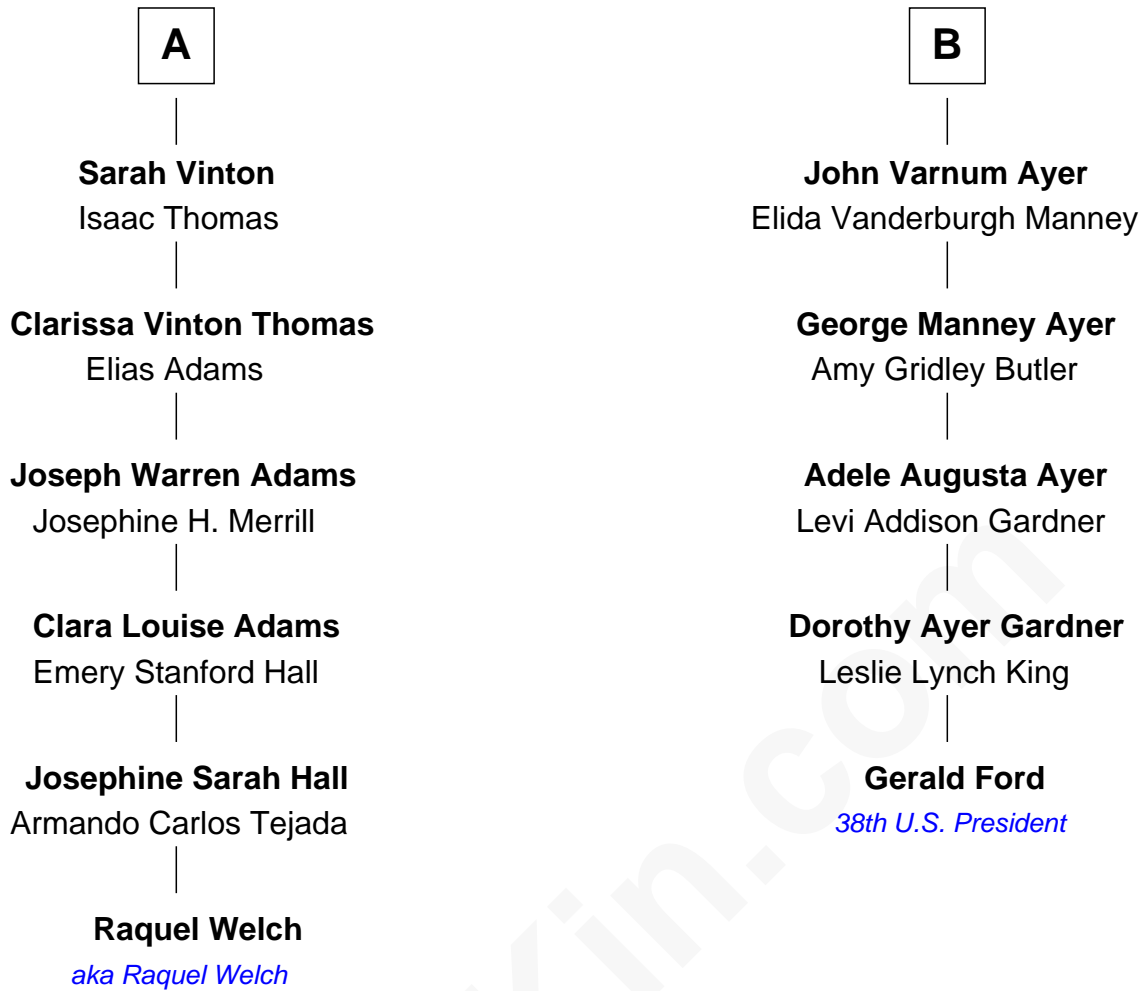 A
Sarah Vinton
Isaac Thomas
Clarissa Vinton Thomas
Elias Adams
Joseph Warren Adams
Josephine H. Merrill
Clara Louise Adams
Emery Stanford Hall
Josephine Sarah Hall
Armando Carlos Tejada
Raquel Welch
aka Raquel Welch
B
John Varnum Ayer
Elida Vanderburgh Manney
George Manney Ayer
Amy Gridley Butler
Adele Augusta Ayer
Levi Addison Gardner
Dorothy Ayer Gardner
Leslie Lynch King
Gerald Ford
38th U.S. President
Kin.com